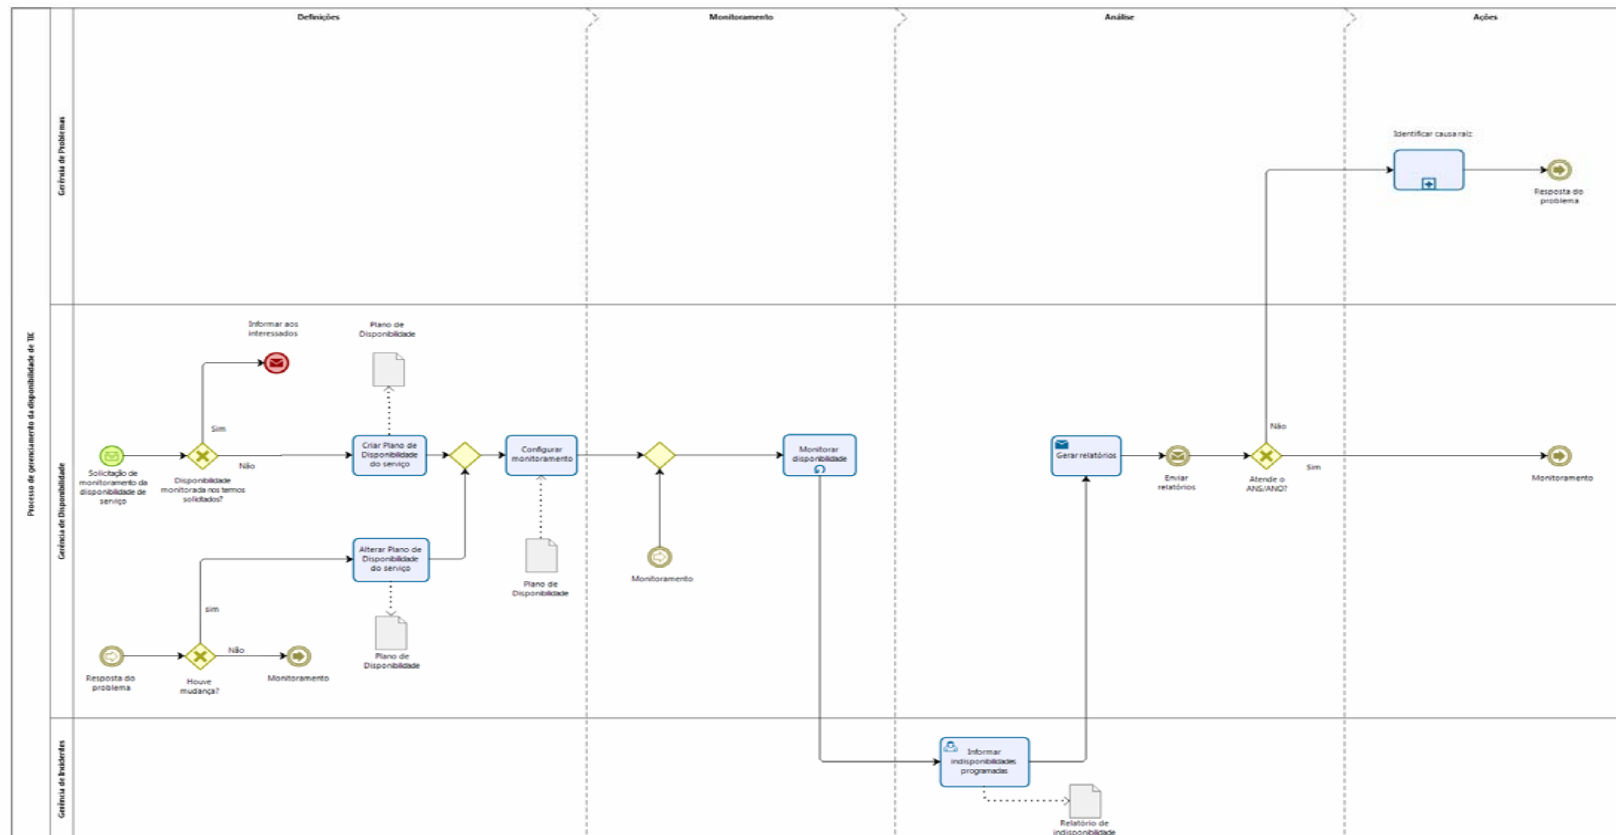 Definições
Monitoramento
Análise
Ações
Processo de gerenciamento da disponibilidade de TIC
Gerência de Problemas
Identificar causa raiz
Resposta do
problema
Gerência de Disponibilidade
Informar aos
interessados
Plano de
Disponibilidade
Sim
Não
Solicitação de
monitoramento da
disponibilidade de
serviço
Disponibilidade
monitorada nos termos
solicitados?
Criar Plano de
Disponibilidade
do serviço
Configurar
monitoramento
Monitorar
disponibilidade
Gerar relatórios
Enviar
relatórios
Atende o
ANS/ANO?
Não
Sim
Monitoramento
Alterar Plano de
Disponibilidade
do serviço
Plano de
Disponibilidade
Monitoramento
sim
Não
Resposta do
problema
Houve
mudança?
Monitoramento
Plano de
Disponibilidade
Gerência de Incidentes
Informar
indisponibilidades
programadas
Relatório de
indisponibilidade